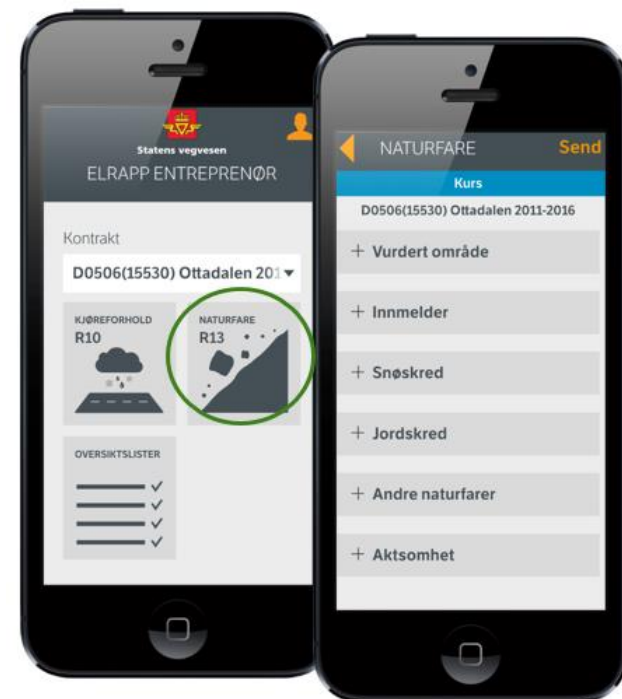 Statens vegvesen
ELRAPP ENTREPRENØR
Kontrakt
D0506(15530) Ottadalen 201
KJØREFORHOLD
R10
NATURFARE
R13
OVERSIKTSLISTER
NATURFARE
Send
Kurs
D0506(15530) Ottadalen 2011-2016
+ Vurdert område
+ Innmelder
+ Snøskred
+ Jordskred
+ Andre naturfarer
+ Aktsomhet